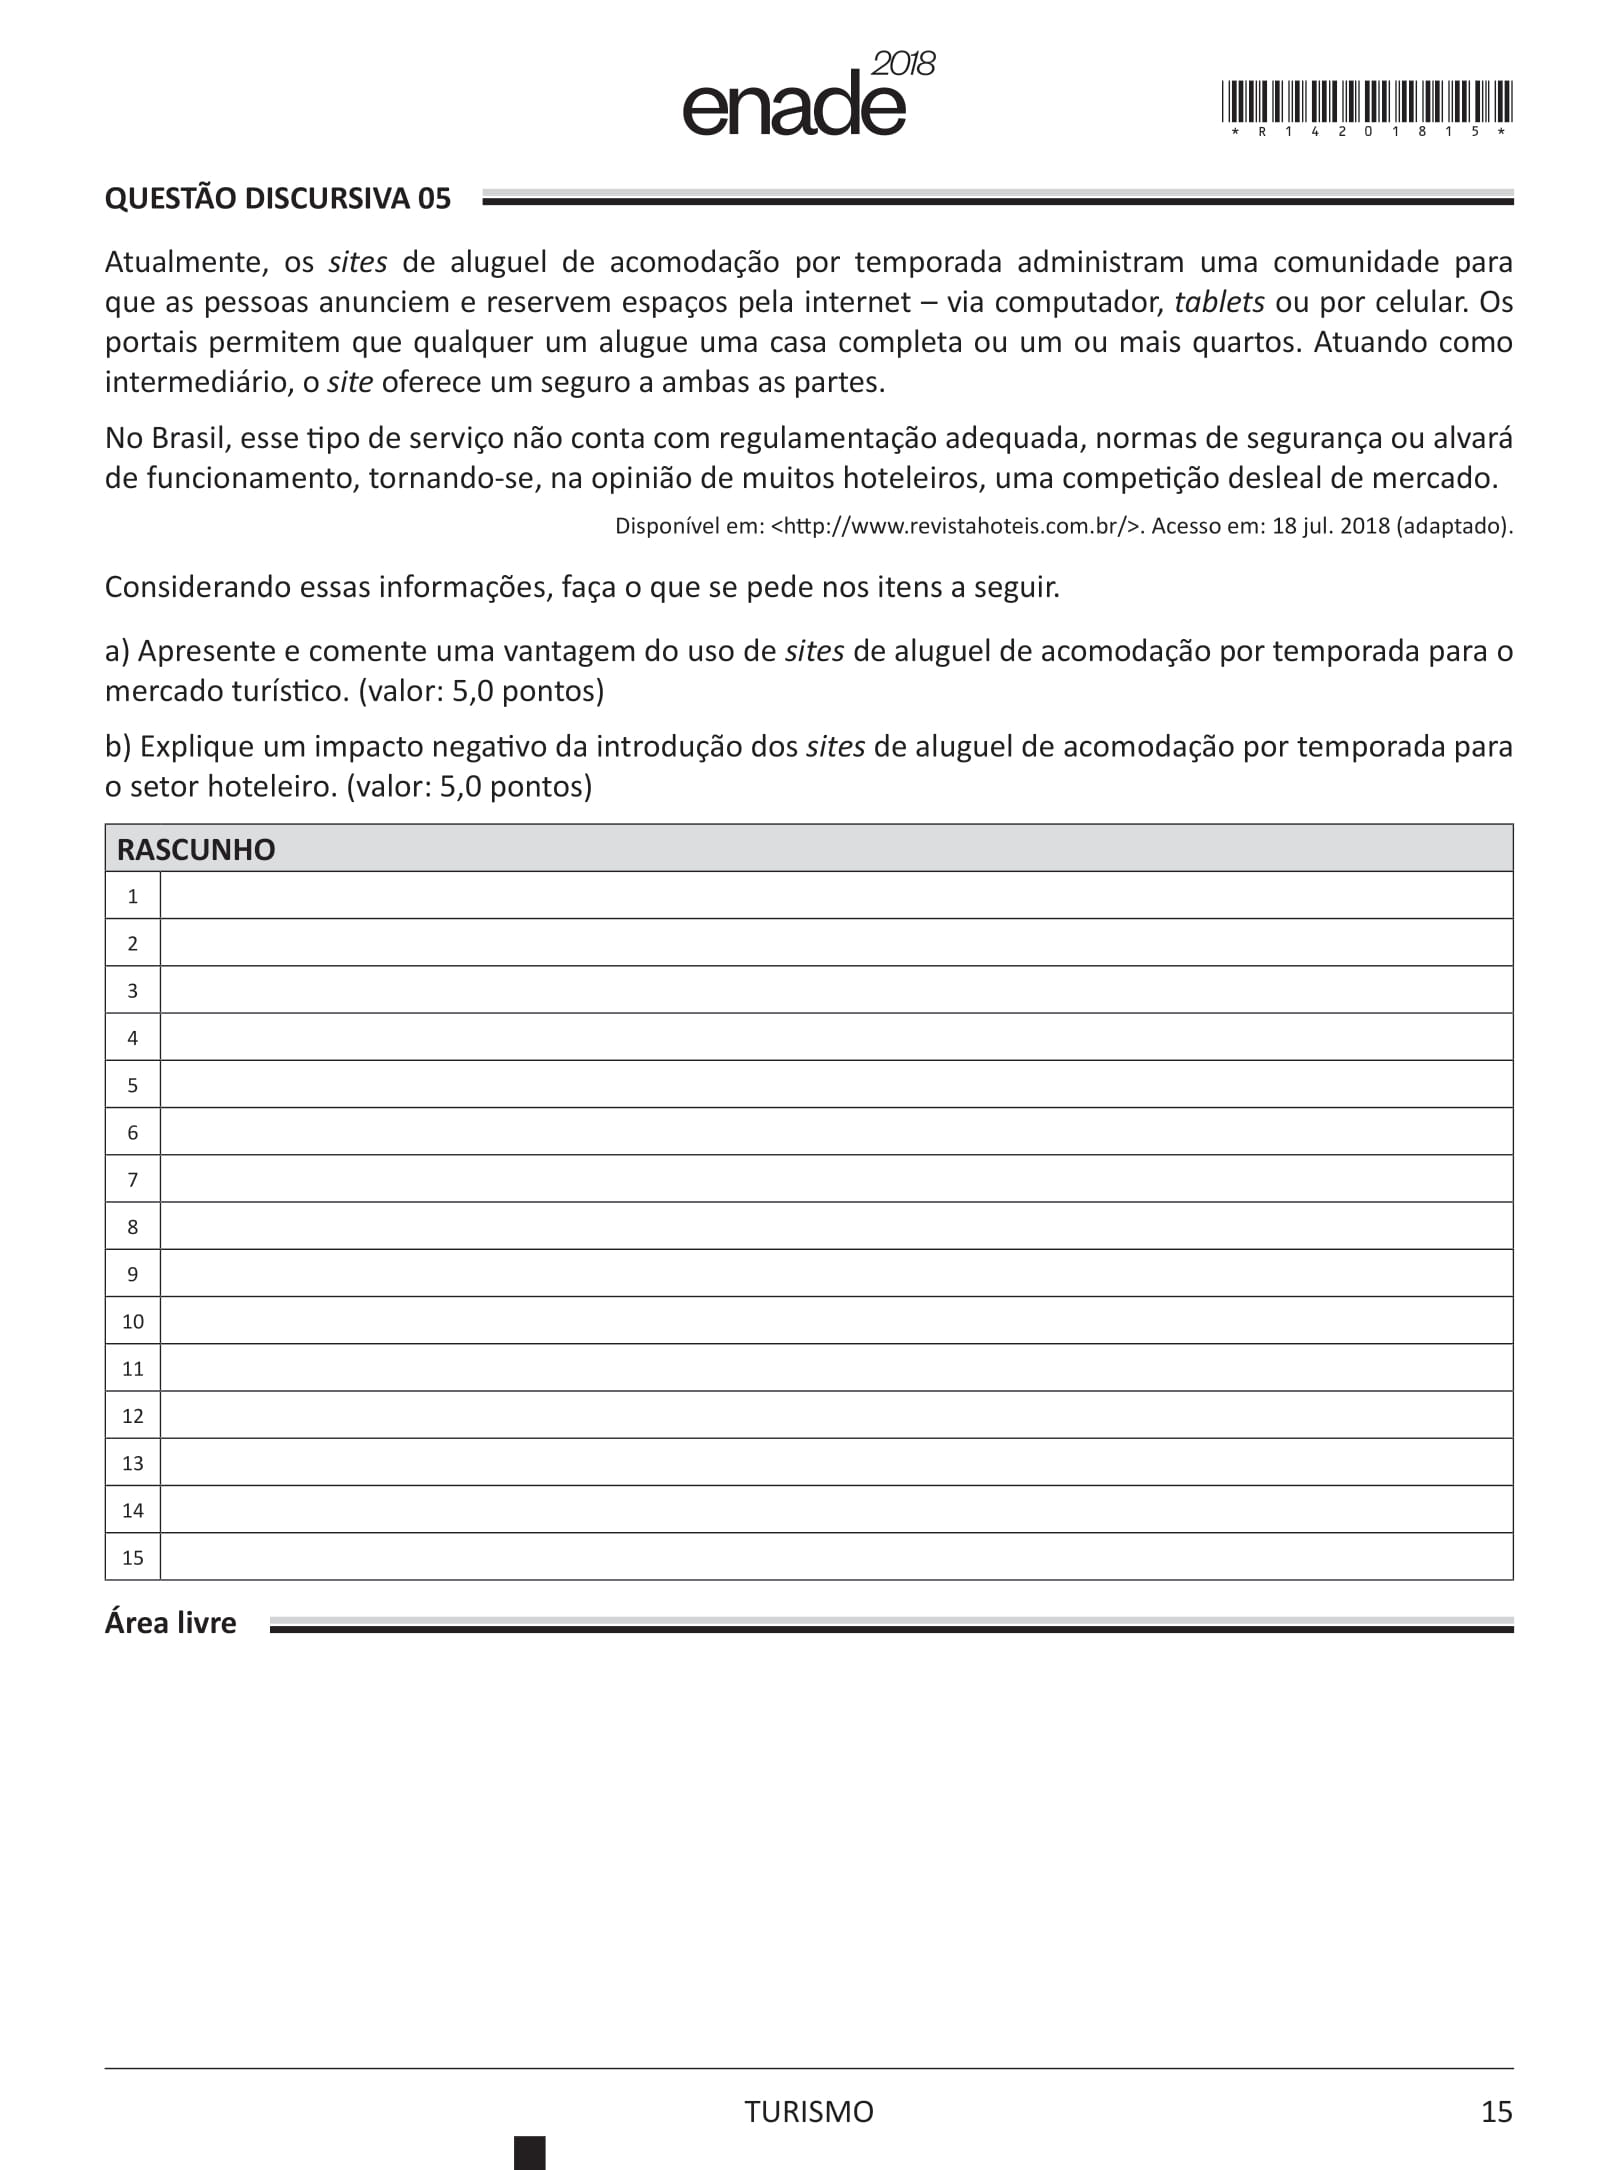 enade 2018
*R14201815*
QUESTÃO DISCURSIVA 05
Atualmente, os sites de aluguel de acomodação por temporada administram uma comunidade para
que as pessoas anunciem e reservem espaços pela internet – via computador, tablets ou por celular. Os
portais permitem que qualquer um alugue uma casa completa ou um ou mais quartos. Atuando como
intermediário, o site oferece um seguro a ambas as partes.
No Brasil, esse tipo de serviço não conta com regulamentação adequada, normas de segurança ou alvará
de funcionamento, tornando-se, na opinião de muitos hoteleiros, uma competição desleal de mercado.
Disponível em: <http://www.revistahoteis.com.br/>. Acesso em: 18 jul. 2018 (adaptado).
Considerando essas informações, faça o que se pede nos itens a seguir.
a) Apresente e comente uma vantagem do uso de sites de aluguel de acomodação por temporada para o
mercado turístico. (valor: 5,0 pontos)
b) Explique um impacto negativo da introdução dos sites de aluguel de acomodação por temporada para
o setor hoteleiro. (valor: 5,0 pontos)
RASCUNHO
1
2
3
4
5
6
7
8
9
10
11
12
13
14
15
Área livre
TURISMO 15